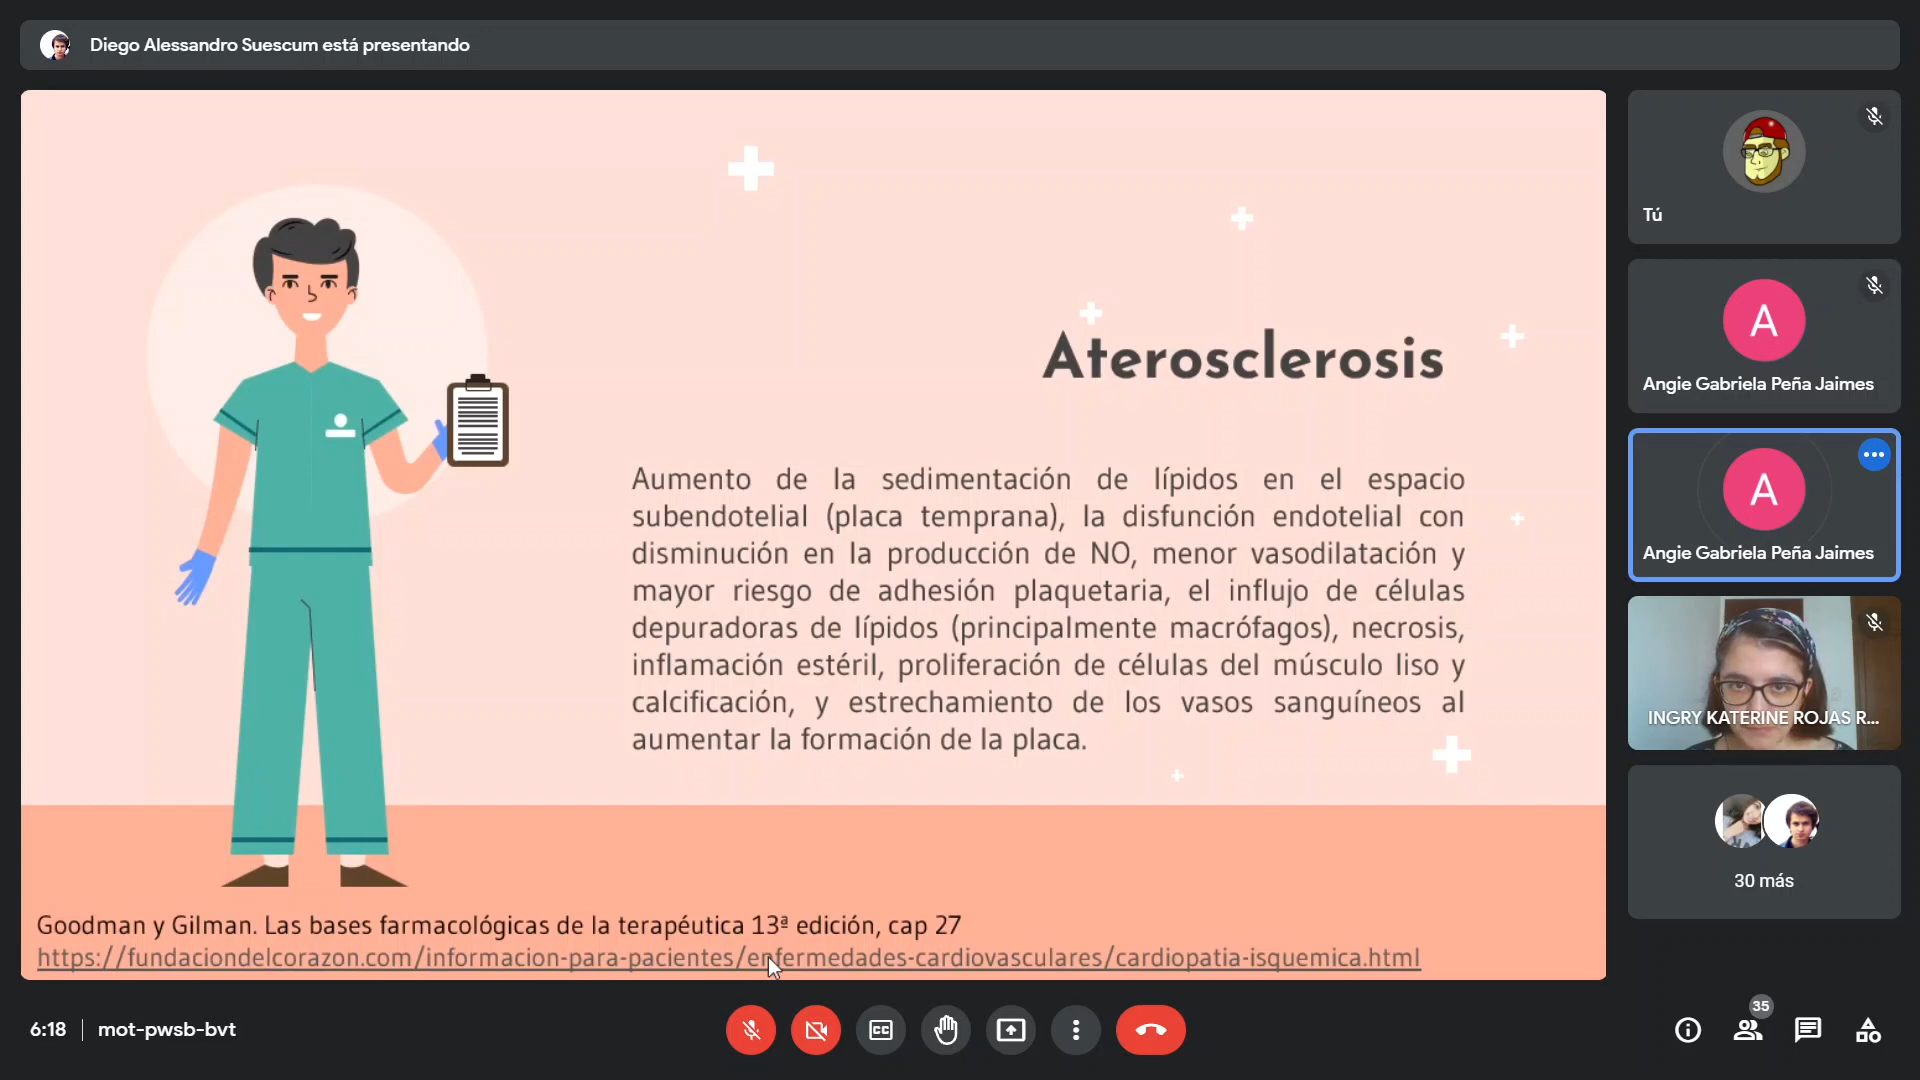 Diego Alessandro Suescum está presentando
Aterosclerosis
Aumento de la sedimentación de lípidos en el espacio
subendotelial (placa temprana), la disfunción endotelial con
disminución en la producción de NO, menor vasodilatación y
mayor riesgo de adhesión plaquetaria, el influjo de células
depuradoras de lípidos (principalmente macrófagos), necrosis,
inflamación estéril, proliferación de células del músculo liso y
calcificación, y estrechamiento de los vasos sanguíneos al
aumentar la formación de la placa.
Goodman y Gilman. Las bases farmacológicas de la terapéutica 13ª edición, cap 27
https://fundaciondelcorazon.com/informacion-para-pacientes/enfermedades-cardiovasculares/cardiopatia-isquemica.html
Tú
A
Angie Gabriela Peña Jaimes
A
Angie Gabriela Peña Jaimes
INGRY KATERINE ROJAS R...
30 más
6:18
mot-pwsb-bvt
CC
35